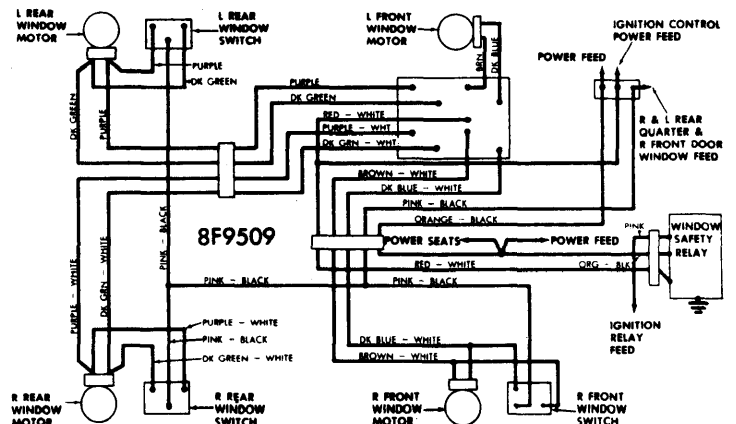 L REAR
WINDOW
MOTOR
L REAR
WINDOW
SWITCH
L FRONT
WINDOW
MOTOR
IGNITION CONTROL
POWER FEED
POWER FEED
PURPLE
DK GREEN
BRN
DK BLUE
DK GREEN
PURPLE
PURPLE
DK GREEN
RED - WHITE
PURPLE - WHT
DK GRN - WHT
R & L REAR
QUARTER &
R FRONT DOOR
WINDOW FEED
BROWN - WHITE
DK BLUE - WHITE
PINK - BLACK
ORANGE - BLACK
8F9509
PINK - BLACK
POWER SEATS
POWER FEED
PINK
WINDOW
SAFETY
RELAY
RED - WHITE
ORG - BLK
PINK - BLACK
PINK - BLACK
PURPLE - WHITE
DK GRN - WHITE
PURPLE - WHITE
PINK - BLACK
DK GREEN - WHITE
IGNITION
RELAY
FEED
DK BLUE - WHITE
BROWN - WHITE
R REAR
WINDOW
MOTOR
R REAR
WINDOW
SWITCH
R FRONT
WINDOW
MOTOR
R FRONT
WINDOW
SWITCH